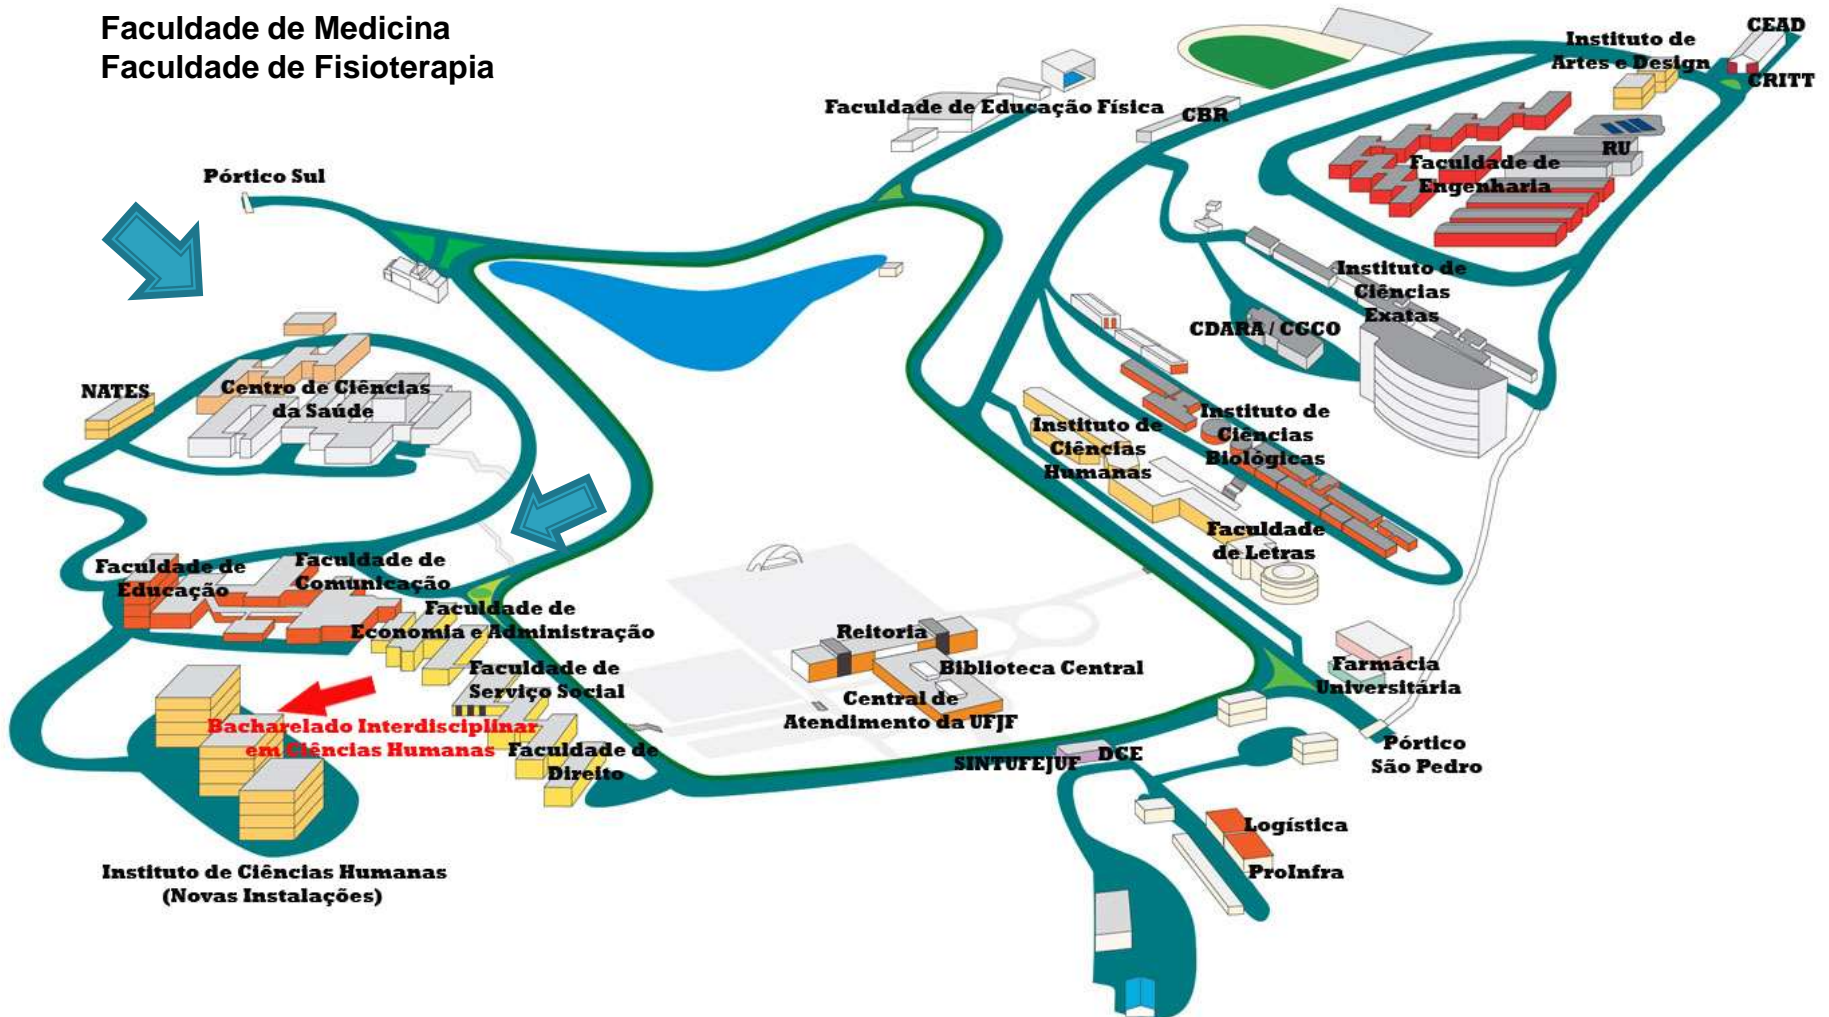 Faculdade de Medicina
Faculdade de Fisioterapia
CEAD
Instituto de
Artes e Design
CRITT
Faculdade de Educação Física
CBR
RU
Faculdade de
Engenharia
Pórtico Sul
Instituto de
Ciências
Exatas
CDARA / CGCO
NATES
Centro de Ciências
da Saúde
Instituto de
Ciências
Humanas
Instituto de
Ciências
Biológicas
Faculdade
de Letras
Faculdade de
Educação
Faculdade de
Comunicação
Faculdade de
Economia e Administração
Reitoria
Biblioteca Central
Central de
Atendimento da UFJF
Faculdade de
Serviço Social
Farmácia
Universitária
Bacharelado Interdisciplinar
em Ciências Humanas
Faculdade de
Direito
SINTUFEJUF
DCE
Pórtico
São Pedro
Logística
ProInfra
Instituto de Ciências Humanas
(Novas Instalações)